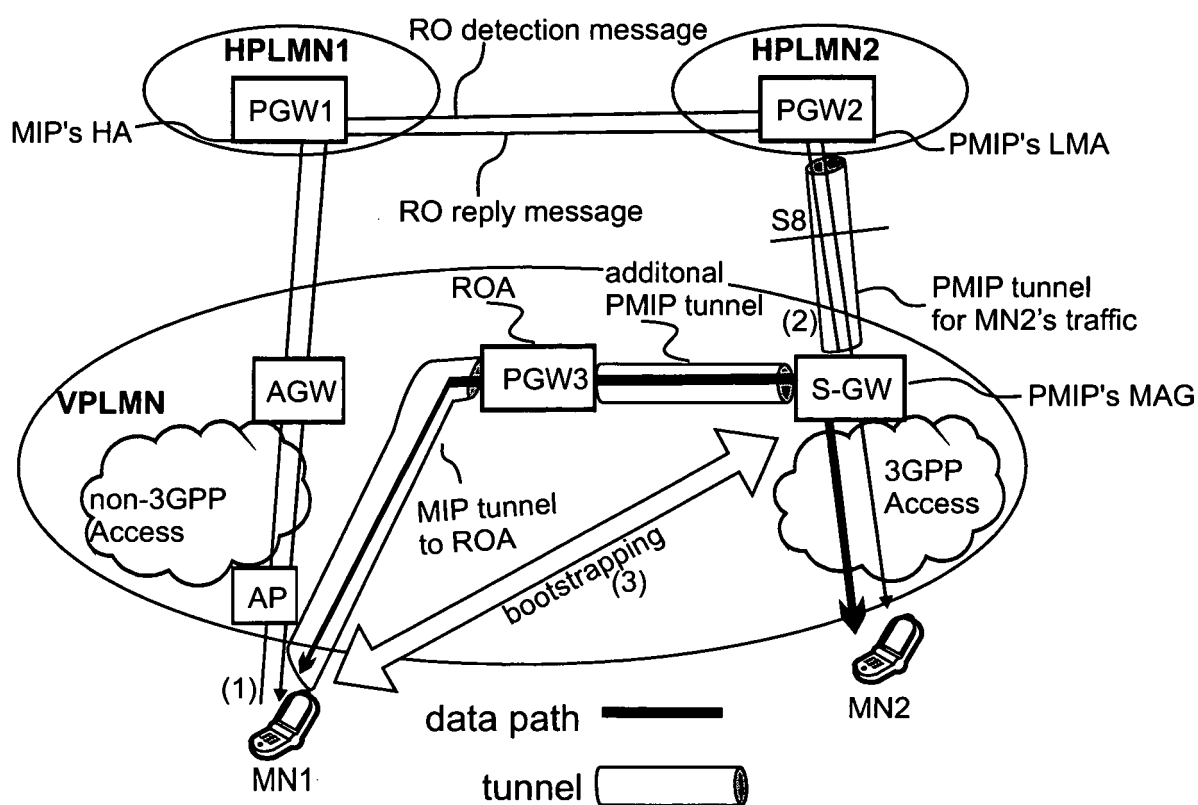 RO detection message
HPLMN1
HPLMN2
PGW1
PGW2
MIP's HA
PMIP's LMA
RO reply message
S8
additonal
PMIP tunnel
ROA
PMIP tunnel
for MN2's traffic
(2)
AGW
PGW3
S-GW
VPLMN
PMIP's MAG
non-3GPP
Access
3GPP
Access
MIP tunnel
to ROA
bootstrapping
(3)
AP
(1)
MN1
MN2
data path
tunnel